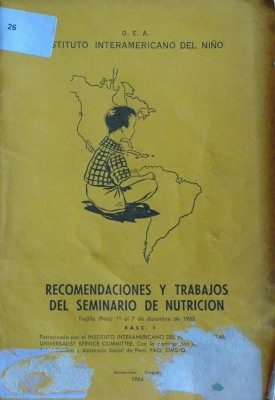 26
O. E. A.
INSTITUTO INTERAMERICANO DEL NIÑO
RECOMENDACIONES Y TRABAJOS
DEL SEMINARIO DE NUTRICION
Trujillo (Perú) 1º al 7 de diciembre de 1965
FASC. 1
Patrocinado por el INSTITUTO INTERAMERICANO DEL
UNIVERSALIST SERVICE COMMITTEE. Con la
y Asistencia Social de Perú, FAO, OMS/O
Montevideo - Uruguay
1966